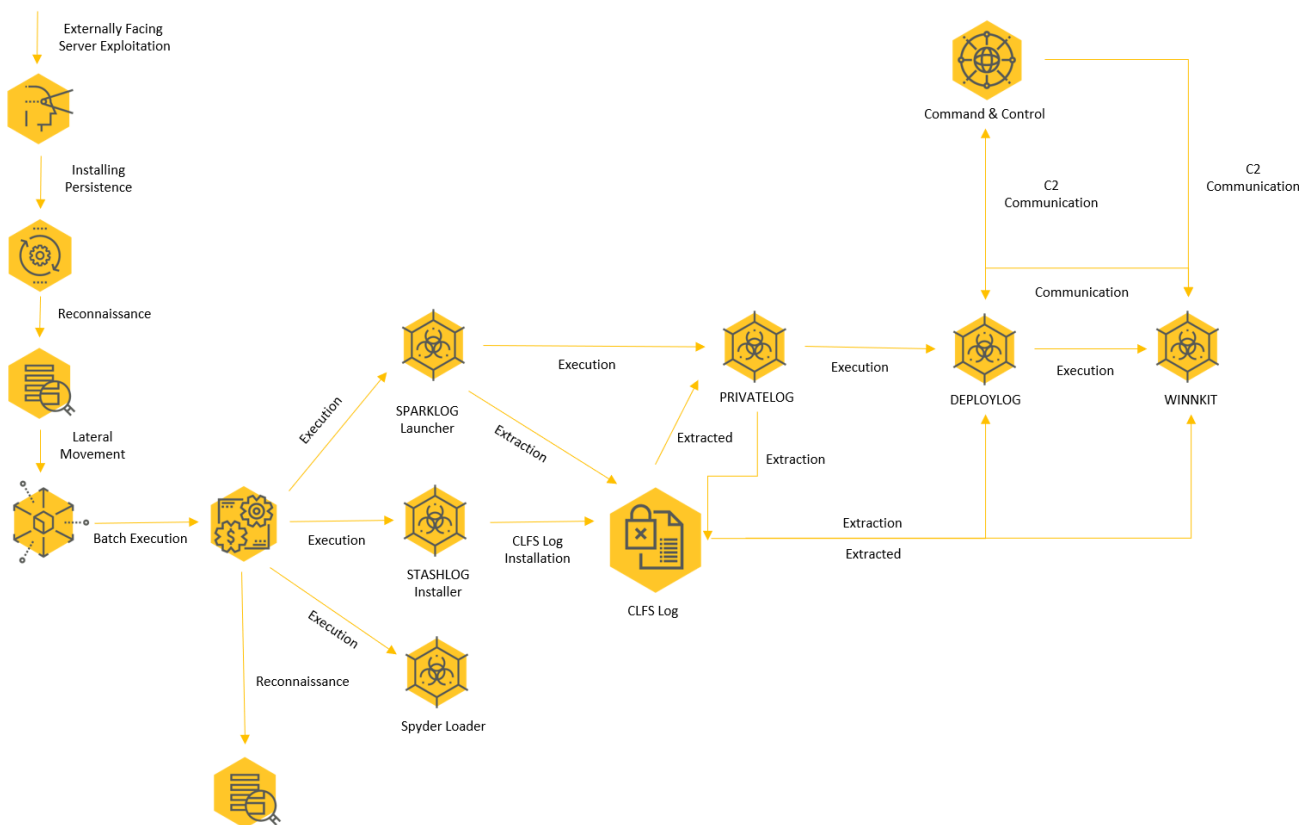 Externally Facing
Server Exploitation
Command & Control
Installing
Persistence
C2
Communication
C2
Communication
Reconnaissance
Communication
Execution
Execution
Execution
Execution
PRIVATELOG
DEPLOYLOG
WINNKIT
SPARKLOG
Launcher
Lateral
Movement
Extraction
Extracted
Extraction
Batch Execution
Execution
CLFS Log
Installation
Extraction
Extracted
STASHLOG
Installer
CLFS Log
Execution
Reconnaissance
Spyder Loader